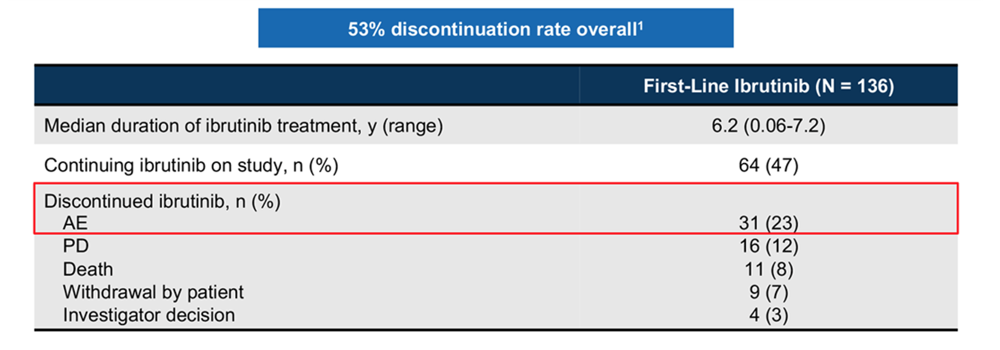 53% discontinuation rate overall¹
First-Line Ibrutinib (N = 136)
Median duration of ibrutinib treatment, y (range) 6.2 (0.06-7.2)
Continuing ibrutinib on study, n (%) 64 (47)
Discontinued ibrutinib, n (%)
AE 31 (23)
PD 16 (12)
Death 11 (8)
Withdrawal by patient 9 (7)
Investigator decision 4 (3)